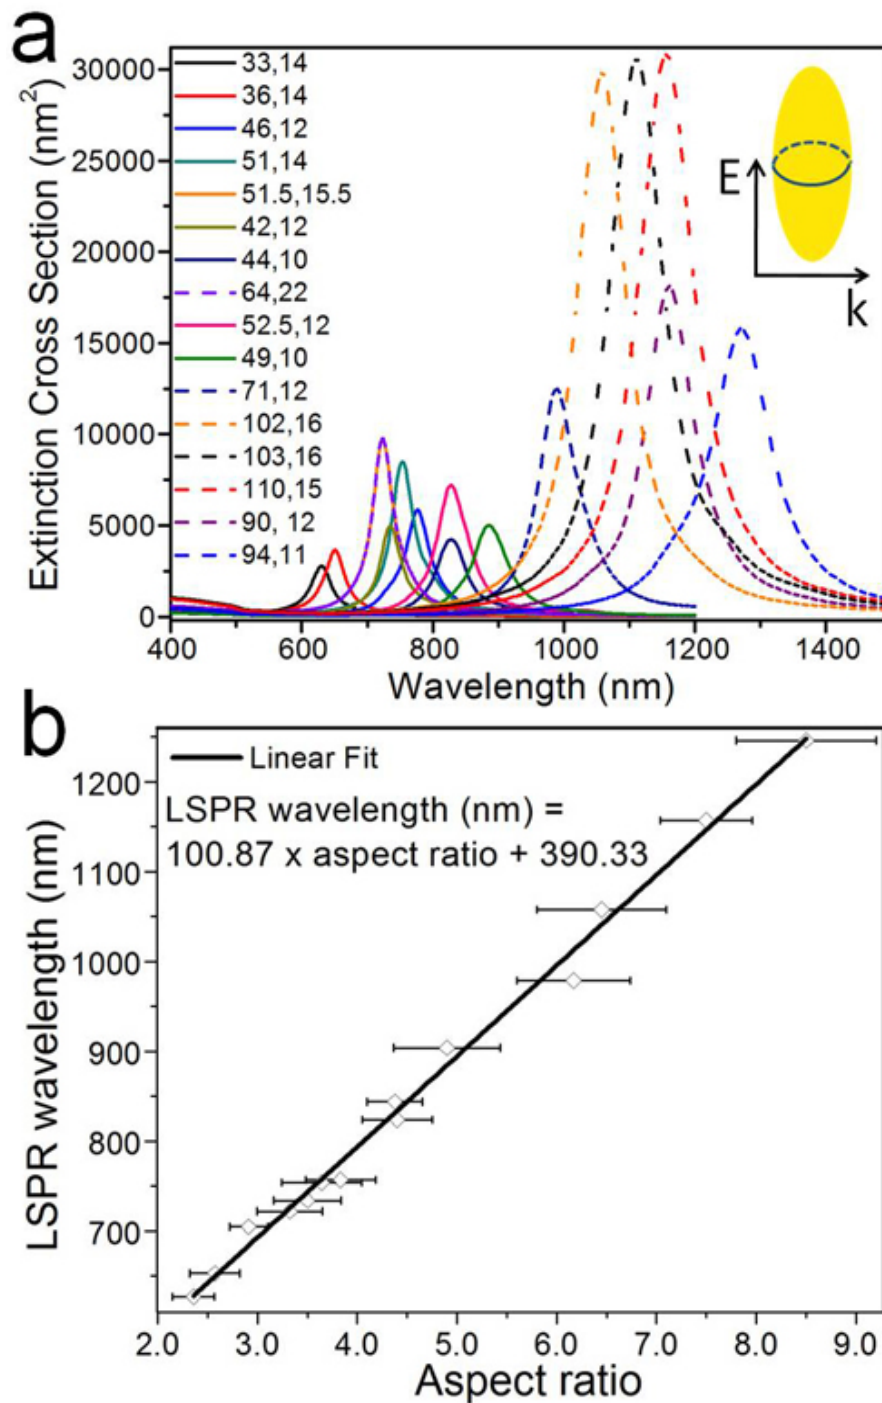 a
Extinction Cross Section (nm²)
30000
25000
20000
15000
10000
5000
0
33,14
36,14
46,12
51,14
51.5,15.5
42,12
44,10
64,22
52.5,12
49,10
71,12
102,16
103,16
110,15
90, 12
94,11
E
k
400 600 800 1000 1200 1400
Wavelength (nm)
b
LSPR wavelength (nm)
1200
1100
1000
900
800
700
Linear Fit
LSPR wavelength (nm) =
100.87 x aspect ratio + 390.33
2.0 3.0 4.0 5.0 6.0 7.0 8.0 9.0
Aspect ratio